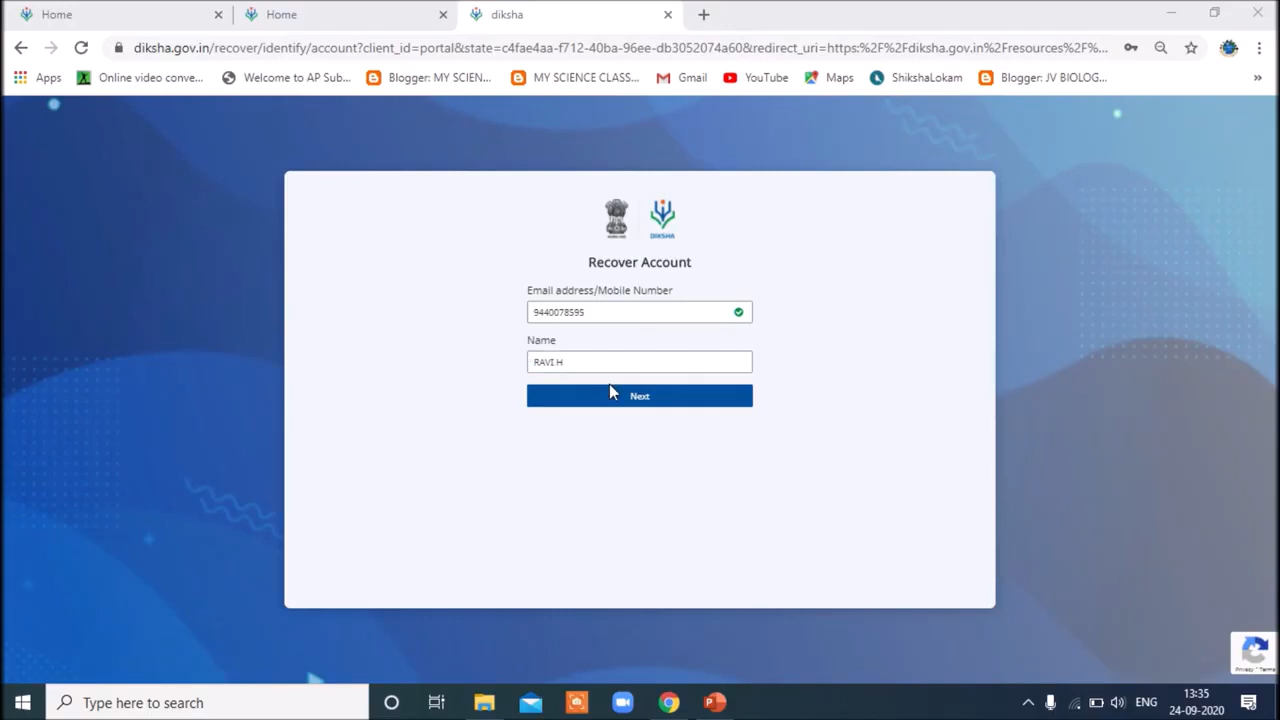 Home
Home
diksha
diksha.gov.in/recover/identify/account?client_id=portal&state=c4fae4aa-f712-40ba-96ee-db3052074a60&redirect_uri=https:%2F%2Fdiksha.gov.in%2Fresources%2F%...
Apps
Online video conve...
Welcome to AP Sub...
Blogger: MY SCIEN...
MY SCIENCE CLASS...
Gmail
YouTube
Maps
ShikshaLokam
Blogger: JV BIOLOG...
»
DIKSHA
Recover Account
Email address/Mobile Number
9440078595
Name
RAVI.H
Next
Privacy - Terms
Type here to search
ENG
13:35
24-09-2020